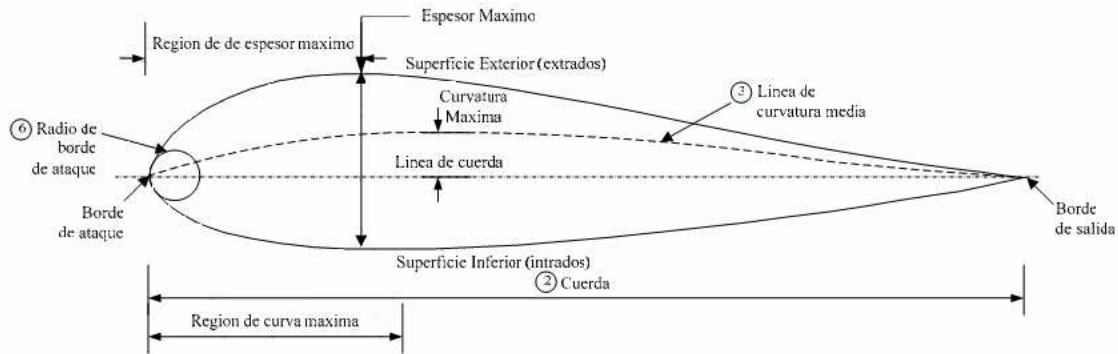 Espesor Maximo
Region de de espesor maximo
Superficie Exterior (extrados)
Curvatura
Maxima
3 Linea de
curvatura media
6 Radio de
borde
de ataque
Linea de cuerda
Borde
de ataque
Borde
de salida
Superficie Inferior (intrados)
2 Cuerda
Region de curva maxima